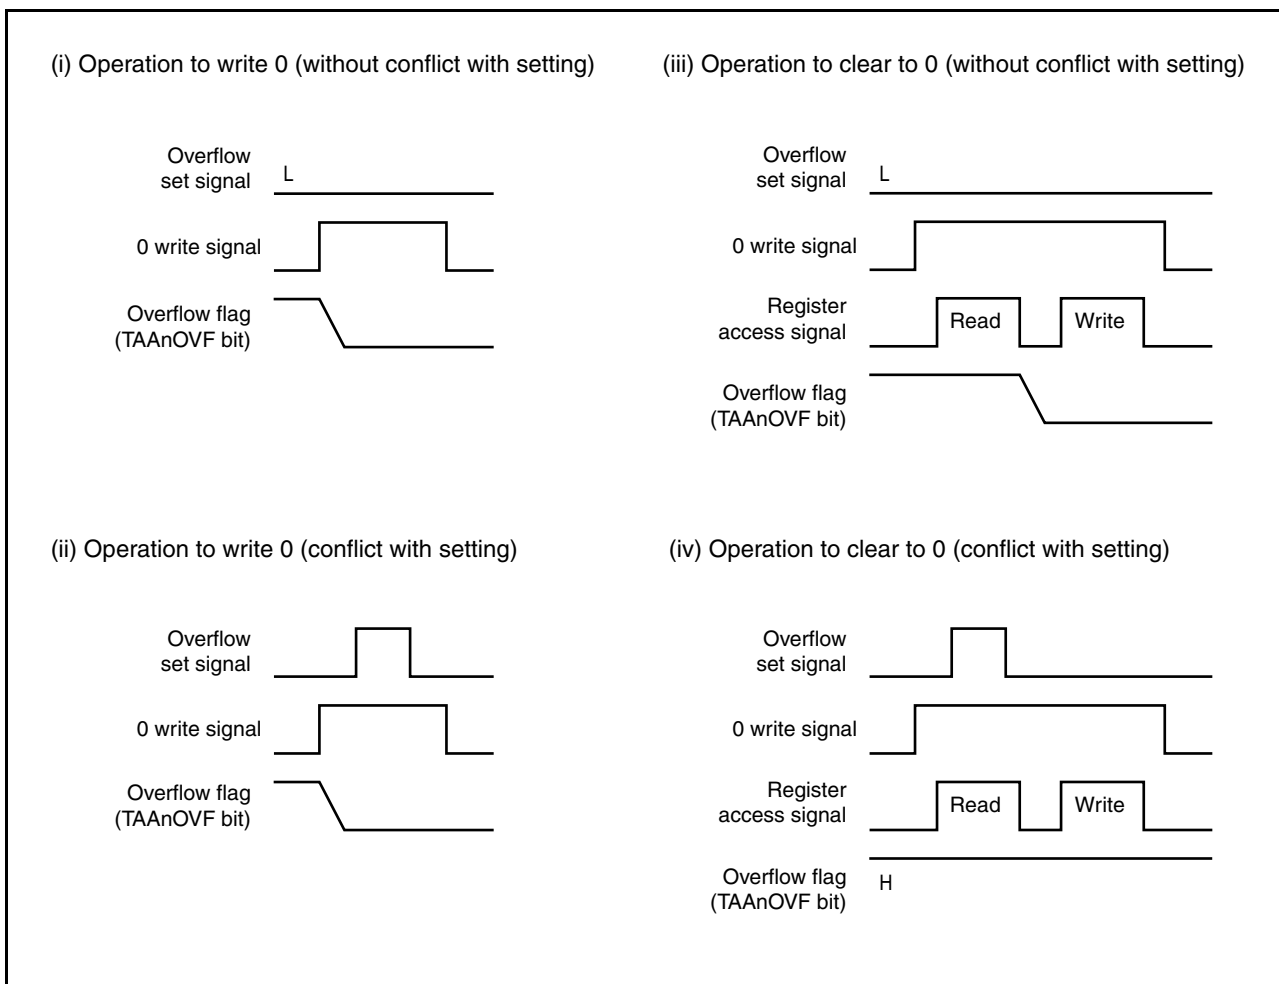 (i) Operation to write 0 (without conflict with setting)
Overflow
set signal
L
0 write signal
Overflow flag
(TAAnOVF bit)
(iii) Operation to clear to 0 (without conflict with setting)
Overflow
set signal
L
0 write signal
Register
access signal
Read
Write
Overflow flag
(TAAnOVF bit)
(ii) Operation to write 0 (conflict with setting)
Overflow
set signal
0 write signal
Overflow flag
(TAAnOVF bit)
(iv) Operation to clear to 0 (conflict with setting)
Overflow
set signal
0 write signal
Register
access signal
Read
Write
Overflow flag
(TAAnOVF bit)
H